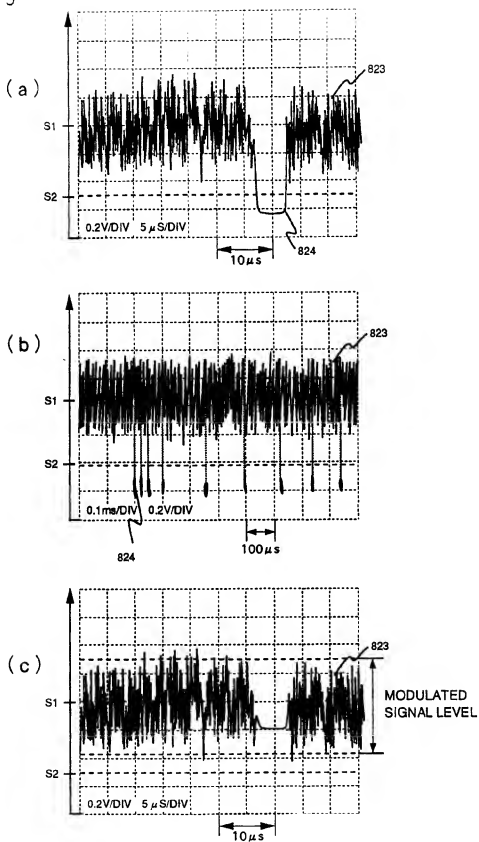 (a)
823
S1
S2
0.2V/DIV 5μS/DIV
824
10μs
(b)
823
S1
S2
0.1ms/DIV 0.2V/DIV
824
100μs
(c)
823
S1
MODULATED
SIGNAL LEVEL
S2
0.2V/DIV 5μS/DIV
10μs